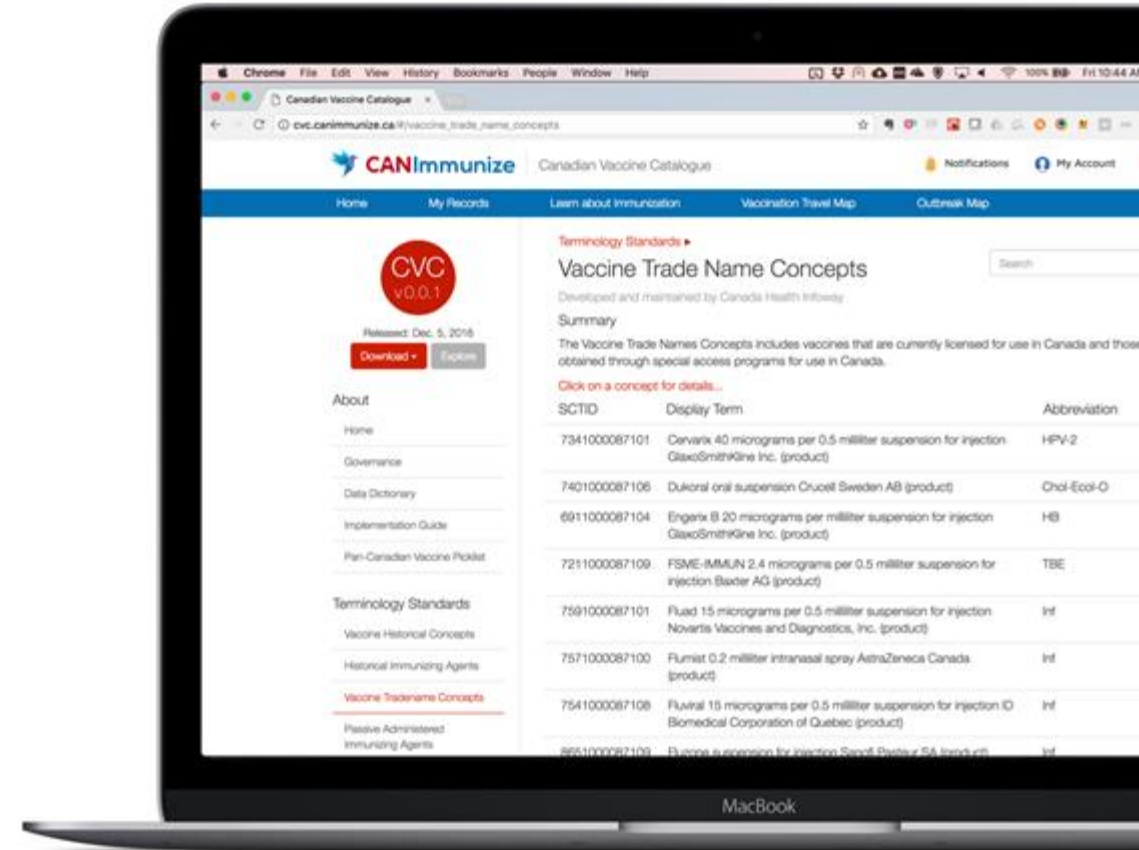 Chrome File Edit View History Bookmarks People Window Help 100% Fri 10:44 AM
Canadian Vaccine Catalogue ×
cvc.canimmunize.ca/#/vaccine_trade_name_concepts
CANImmunize Canadian Vaccine Catalogue Notifications My Account
Home My Records Learn about Immunization Vaccination Travel Map Outbreak Map
CVC
v0.0.1
Released: Dec. 5, 2016
Download Explore
About
Home
Governance
Data Dictionary
Implementation Guide
Pan-Canadian Vaccine Picklist
Terminology Standards
Vaccine Historical Concepts
Historical Immunizing Agents
Vaccine Tradename Concepts
Passive Administered
Immunizing Agents
Terminology Standards ▸
Vaccine Trade Name Concepts
Search
Developed and maintained by Canada Health Infoway
Summary
The Vaccine Trade Names Concepts includes vaccines that are currently licensed for use in Canada and those
obtained through special access programs for use in Canada.
Click on a concept for details...
SCTID Display Term Abbreviation
7341000087101 Cervarix 40 micrograms per 0.5 milliliter suspension for injection HPV-2
GlaxoSmithKline Inc. (product)
7401000087106 Dukoral oral suspension Crucell Sweden AB (product) Chol-Ecol-O
6911000087104 Engerix B 20 micrograms per milliliter suspension for injection HB
GlaxoSmithKline Inc. (product)
7211000087109 FSME-IMMUN 2.4 micrograms per 0.5 milliliter suspension for TBE
injection Baxter AG (product)
7591000087101 Fluad 15 micrograms per 0.5 milliliter suspension for injection Inf
Novartis Vaccines and Diagnostics, Inc. (product)
7571000087100 Flumist 0.2 milliliter intranasal spray AstraZeneca Canada Inf
(product)
7541000087108 Fluviral 15 micrograms per 0.5 milliliter suspension for injection ID Inf
Biomedical Corporation of Quebec (product)
8651000087109 Fluzone suspension for injection Sanofi Pasteur SA (product) Inf
MacBook